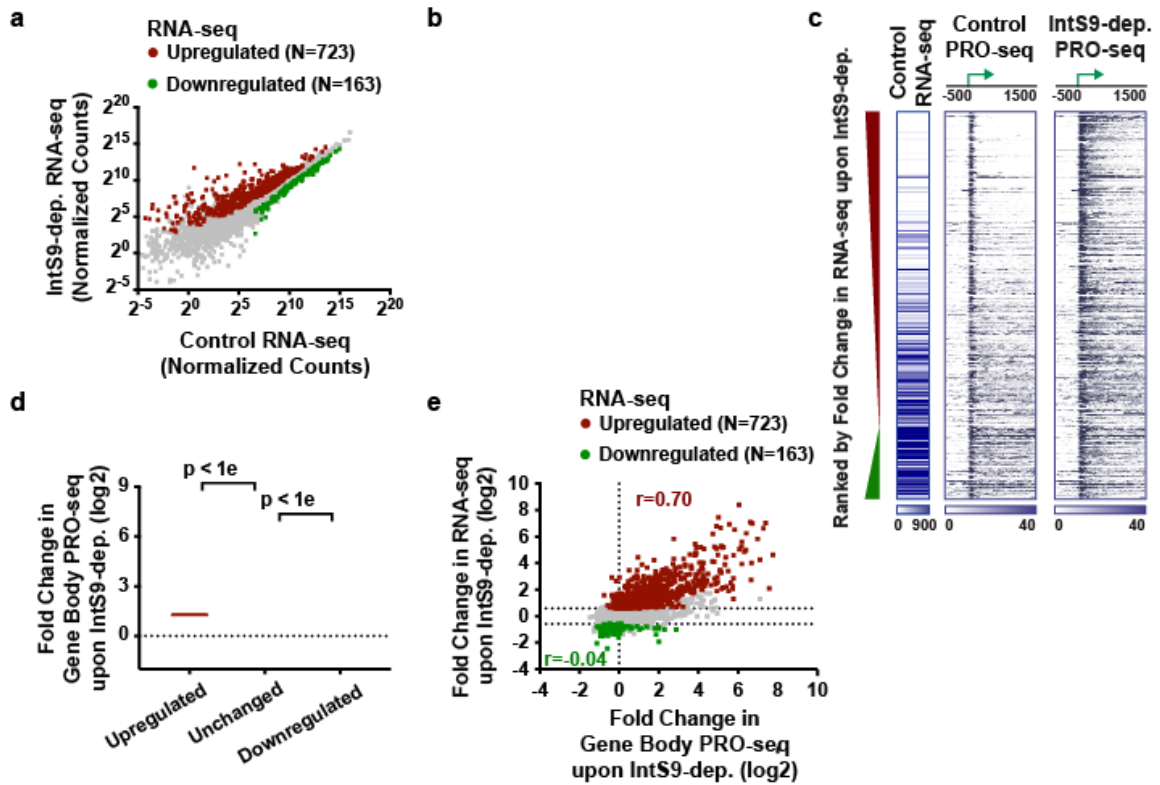 a
RNA-seq
Upregulated (N=723)
Downregulated (N=163)
IntS9-dep. RNA-seq
(Normalized Counts)
2^20
2^15
2^10
2^5
2^0
2^-5
2^-5 2^0 2^5 2^10 2^15 2^20
Control RNA-seq
(Normalized Counts)
b
c
Ranked by Fold Change in RNA-seq upon IntS9-dep.
Control
RNA-seq
Control
PRO-seq
-500 1500
IntS9-dep.
PRO-seq
-500 1500
0 900
0 40
0 40
d
Fold Change in
Gene Body PRO-seq
upon IntS9-dep. (log2)
9
6
3
0
p < 1e
p < 1e
Upregulated
Unchanged
Downregulated
e
RNA-seq
Upregulated (N=723)
Downregulated (N=163)
Fold Change in RNA-seq
upon IntS9-dep. (log2)
10
8
6
4
2
0
-2
-4
r=0.70
r=-0.04
-4 -2 0 2 4 6 8 10
Fold Change in
Gene Body PRO-seq
upon IntS9-dep. (log2)